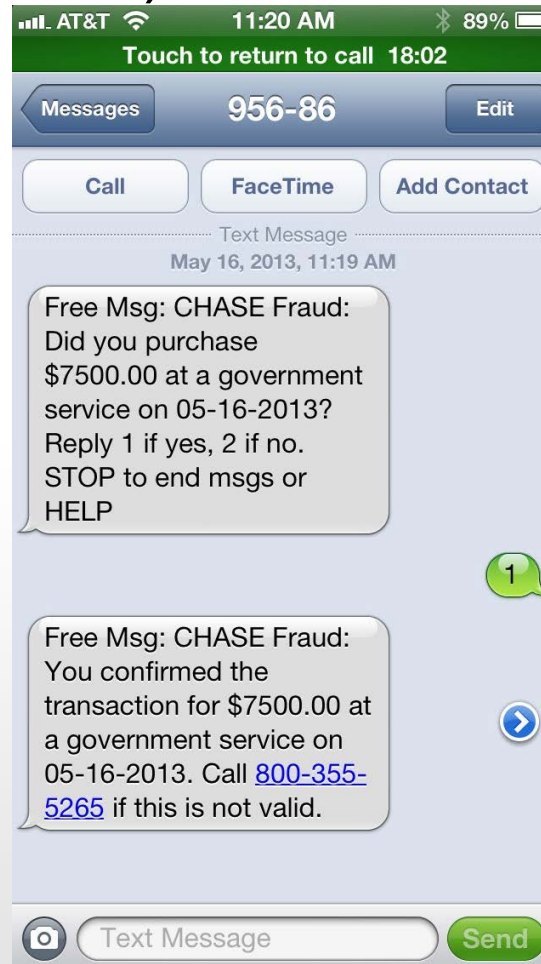 AT&T 11:20 AM 89%
Touch to return to call 18:02
Messages 956-86 Edit
Call FaceTime Add Contact
Text Message
May 16, 2013, 11:19 AM
Free Msg: CHASE Fraud:
Did you purchase
$7500.00 at a government
service on 05-16-2013?
Reply 1 if yes, 2 if no.
STOP to end msgs or
HELP
1
Free Msg: CHASE Fraud:
You confirmed the
transaction for $7500.00 at
a government service on
05-16-2013. Call 800-355-
5265 if this is not valid.
Text Message Send